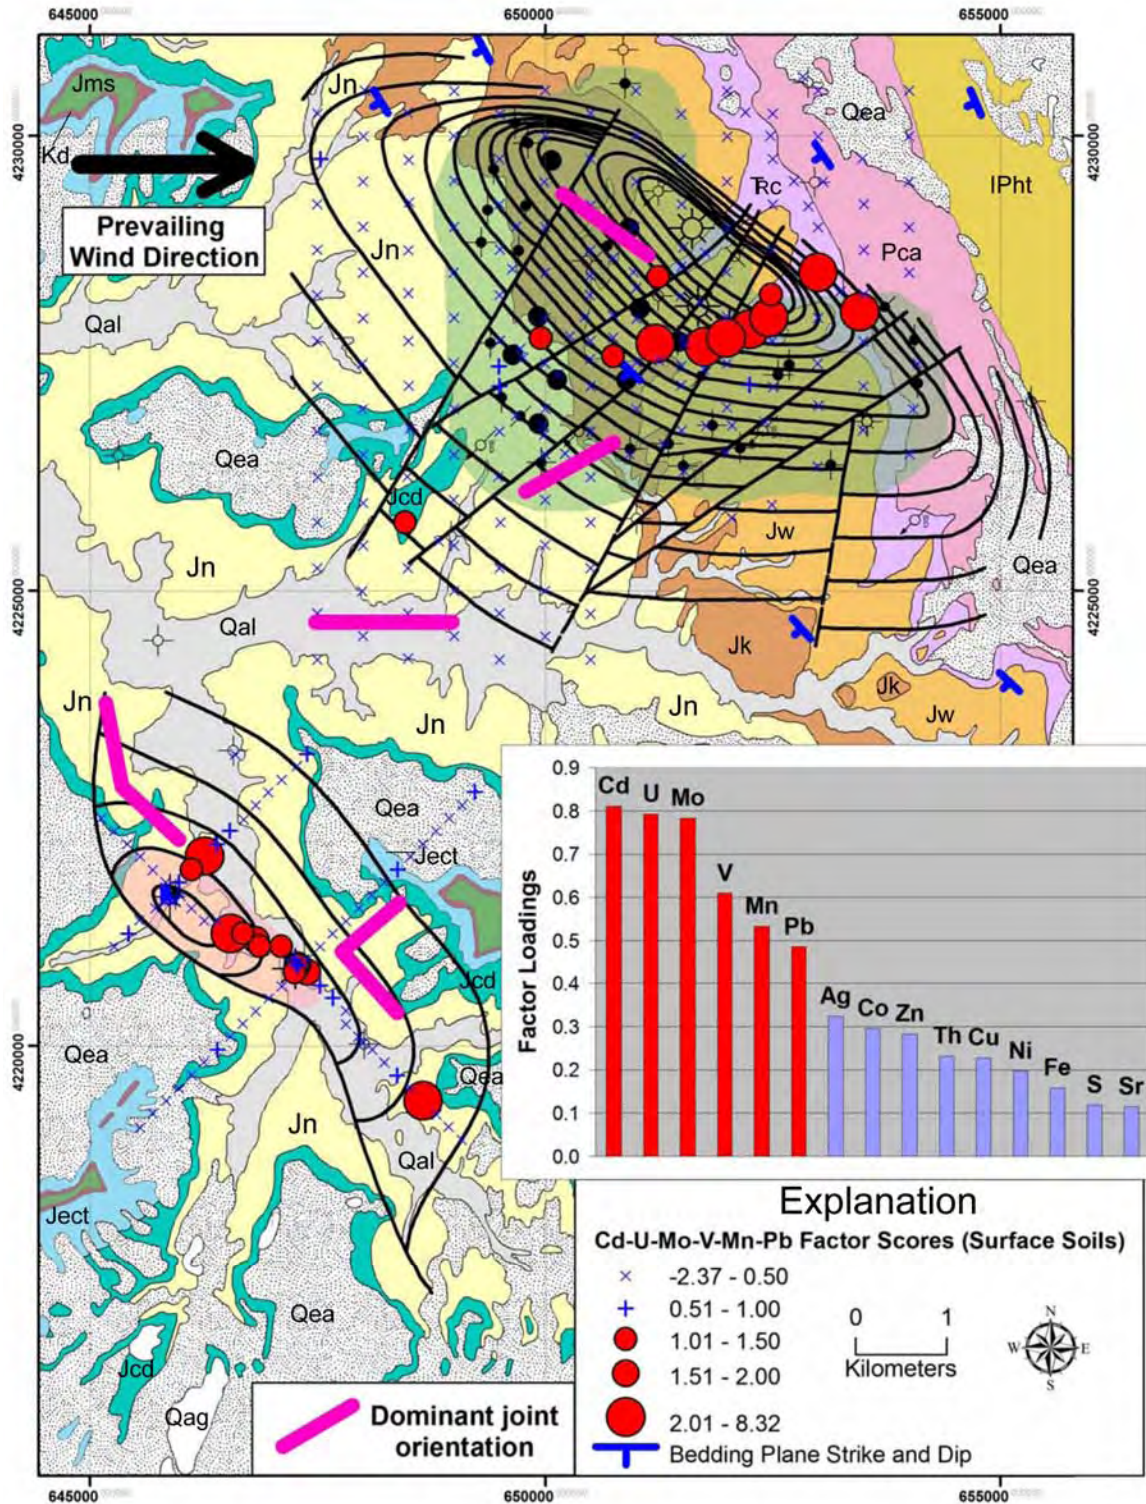 645000
650000
655000
4230000
4230000
Jms
Kd
Jn
Qea
TRc
IPht
Prevailing
Wind Direction
Jn
Pca
Qal
Qea
Jcd
Jn
Jw
Qea
4225000
4225000
Qal
Jk
Jk
Jn
Jn
Jn
Jw
Qea
Ject
Jcd
Qea
Qea
4220000
Jn
Qal
Ject
Qea
Jcd
Qag
0.9
0.8
0.7
0.6
0.5
0.4
0.3
0.2
0.1
0.0
Factor Loadings
Cd
U
Mo
V
Mn
Pb
Ag
Co
Zn
Th
Cu
Ni
Fe
S
Sr
Explanation
Cd-U-Mo-V-Mn-Pb Factor Scores (Surface Soils)
-2.37 - 0.50
0.51 - 1.00
1.01 - 1.50
1.51 - 2.00
2.01 - 8.32
Bedding Plane Strike and Dip
0 1
Kilometers
N
W E
S
Dominant joint
orientation
645000
650000
655000